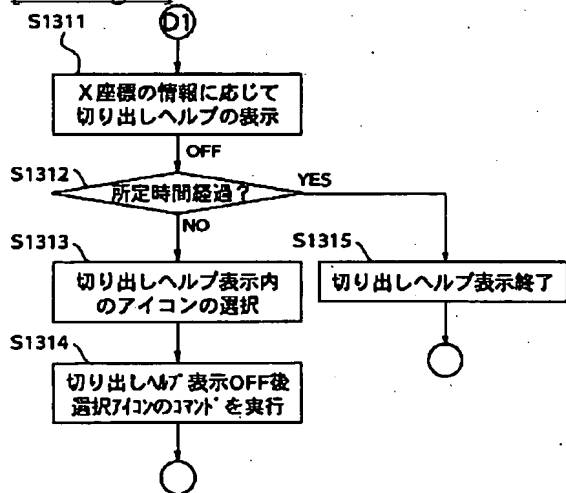 S1311
D1
X座標の情報に応じて
切り出しヘルプの表示
OFF
S1312
所定時間経過?
YES
NO
S1313
切り出しヘルプ表示内
のアイコンの選択
S1315
切り出しヘルプ表示終了
S1314
切り出しヘルプ表示OFF後
選択アイコンのコマンドを実行